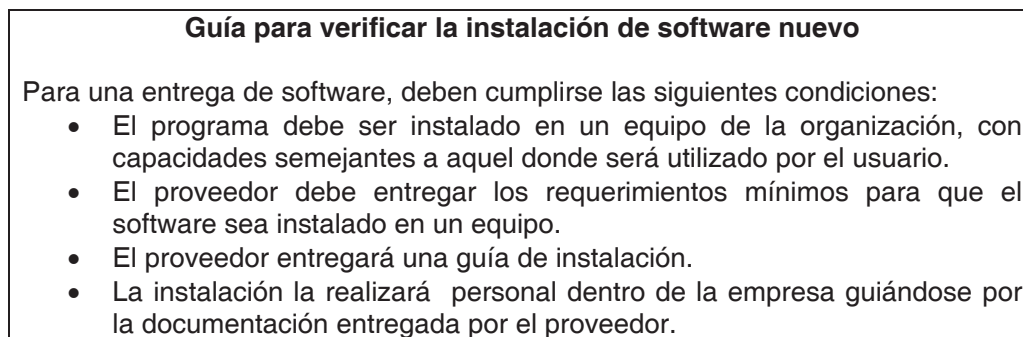 Guía para verificar la instalación de software nuevo
Para una entrega de software, deben cumplirse las siguientes condiciones:
• El programa debe ser instalado en un equipo de la organización, con
capacidades semejantes a aquel donde será utilizado por el usuario.
• El proveedor debe entregar los requerimientos mínimos para que el
software sea instalado en un equipo.
• El proveedor entregará una guía de instalación.
• La instalación la realizará personal dentro de la empresa guiándose por
la documentación entregada por el proveedor.